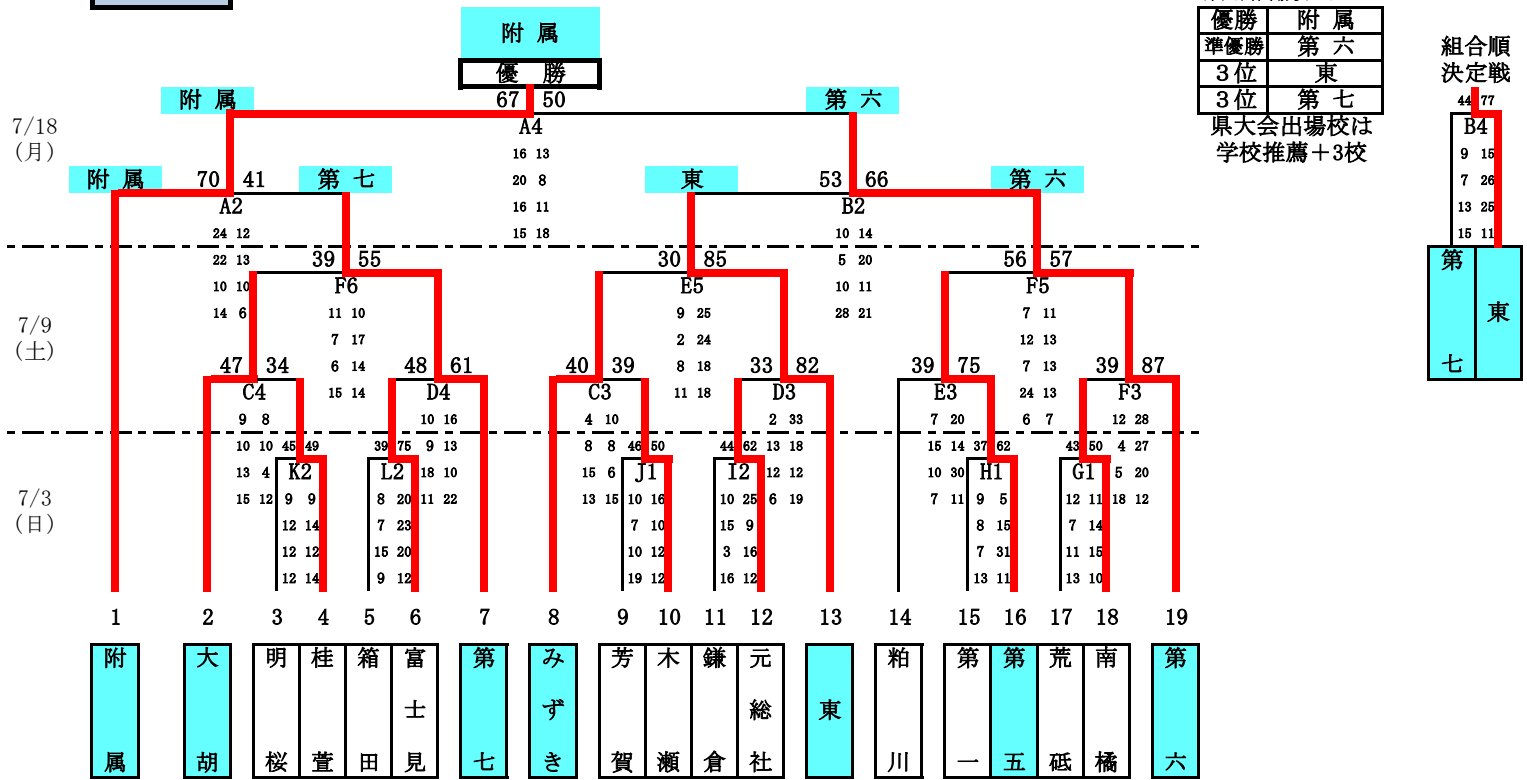 附 属
優 勝
67 50
A4
16 13
20 8
16 11
15 18
附 属
第 六
7/18
(月)
附 属
70 41
第 七
A2
24 12
22 13
10 10
14 6
東
53 66
第 六
B2
10 14
5 20
10 11
28 21
優勝 附 属
準優勝 第 六
3位 東
3位 第 七
県大会出場校は
学校推薦+3校
組合順
決定戦
44 77
B4
9 15
7 26
13 25
15 11
第七
東
7/9
(土)
39 55
F6
11 10
7 17
6 14
15 14
30 85
E5
9 25
2 24
8 18
11 18
56 57
F5
7 11
12 13
7 13
24 13
6 7
47 34
C4
9 8
10 10
13 4
15 12
48 61
D4
10 16
9 13
18 10
11 22
40 39
C3
4 10
8 8
15 6
13 15
33 82
D3
2 33
13 18
12 12
6 19
39 75
E3
7 20
15 14
10 30
7 11
39 87
F3
12 28
4 27
5 20
18 12
7/3
(日)
45 49
K2
9 9
12 14
12 12
12 14
39 75
L2
8 20
7 23
15 20
9 12
46 50
J1
10 16
7 10
10 12
19 12
44 62
I2
10 25
15 9
3 16
16 12
37 62
H1
9 5
8 15
7 31
13 11
43 50
G1
12 11
7 14
11 15
13 10
1 2 3 4 5 6 7 8 9 10 11 12 13 14 15 16 17 18 19
附属
大胡
明桜
桂萱
箱田
富士見
第七
みずき
芳賀
木瀬
鎌倉
元総社
東
粕川
第一
第五
荒砥
南橘
第六